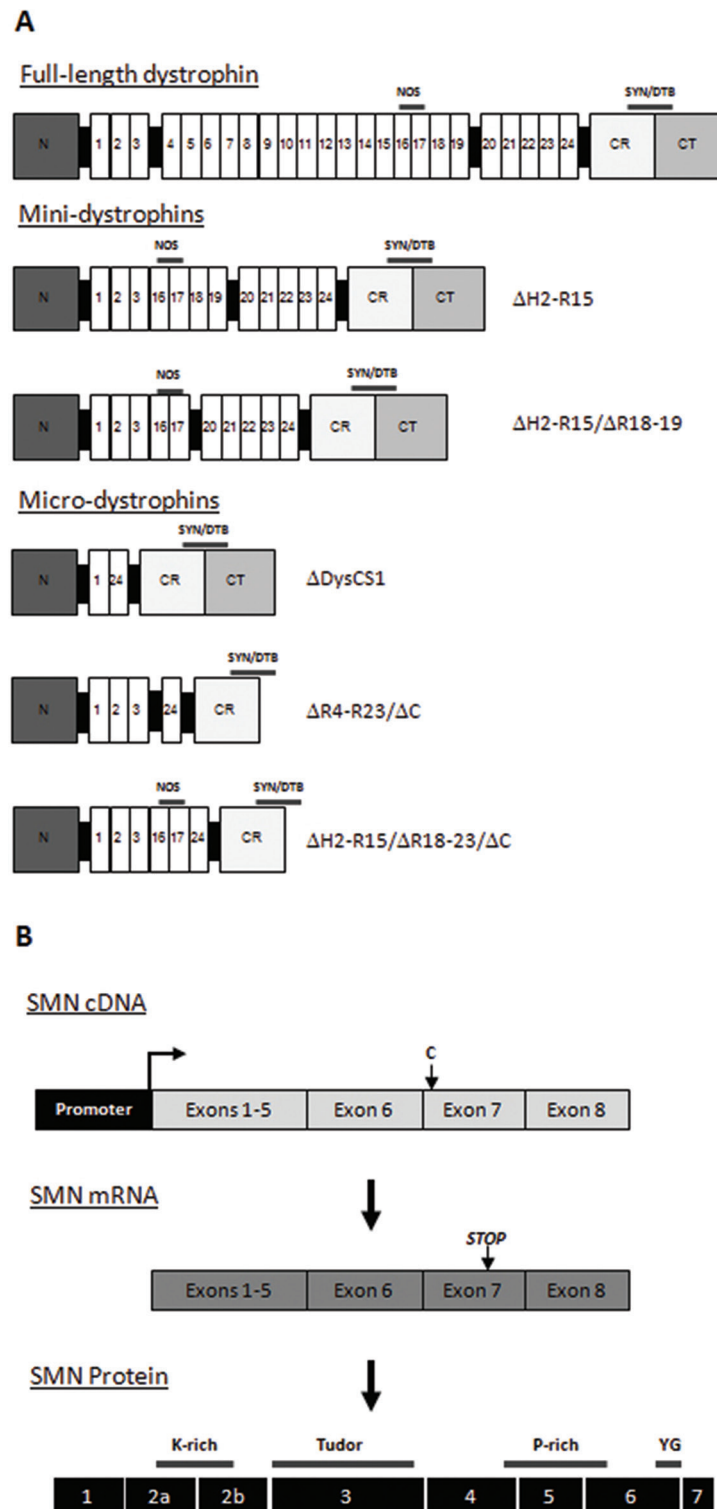 A
Full-length dystrophin
NOS SYN/DTB
N 1 2 3 4 5 6 7 8 9 10 11 12 13 14 15 16 17 18 19 20 21 22 23 24 CR CT
Mini-dystrophins
NOS SYN/DTB
N 1 2 3 16 17 18 19 20 21 22 23 24 CR CT ΔH2-R15
NOS SYN/DTB
N 1 2 3 16 17 20 21 22 23 24 CR CT ΔH2-R15/ΔR18-19
Micro-dystrophins
SYN/DTB
N 1 24 CR CT ΔDysCS1
SYN/DTB
N 1 2 3 24 CR ΔR4-R23/ΔC
NOS SYN/DTB
N 1 2 3 16 17 24 CR ΔH2-R15/ΔR18-23/ΔC
B
SMN cDNA
C
Promoter Exons 1-5 Exon 6 Exon 7 Exon 8
SMN mRNA
STOP
Exons 1-5 Exon 6 Exon 7 Exon 8
SMN Protein
K-rich Tudor P-rich YG
1 2a 2b 3 4 5 6 7